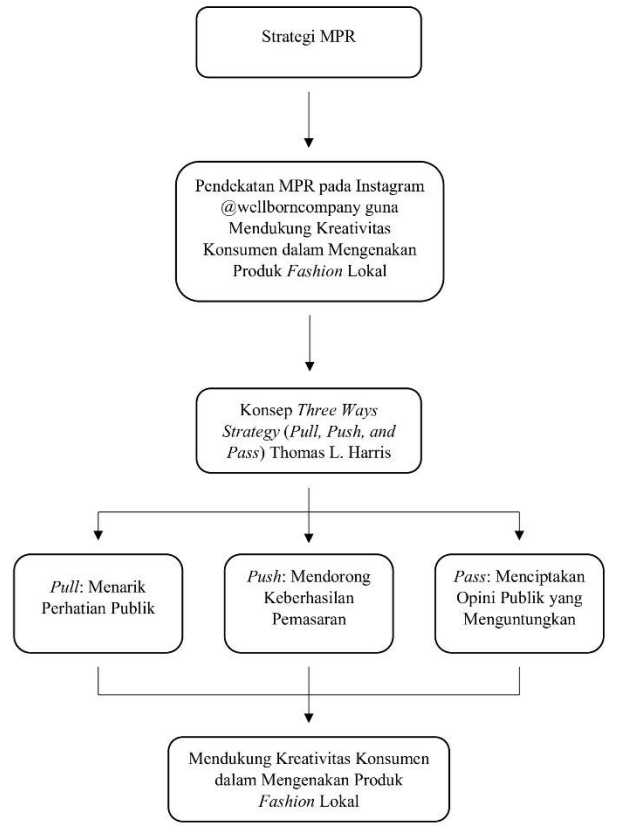 Strategi MPR
Pendekatan MPR pada Instagram
@wellborncompany guna
Mendukung Kreativitas
Konsumen dalam Mengenakan
Produk Fashion Lokal
Konsep Three Ways
Strategy (Pull, Push, and
Pass) Thomas L. Harris
Pull: Menarik
Perhatian Publik
Push: Mendorong
Keberhasilan
Pemasaran
Pass: Menciptakan
Opini Publik yang
Menguntungkan
Mendukung Kreativitas Konsumen
dalam Mengenakan Produk
Fashion Lokal